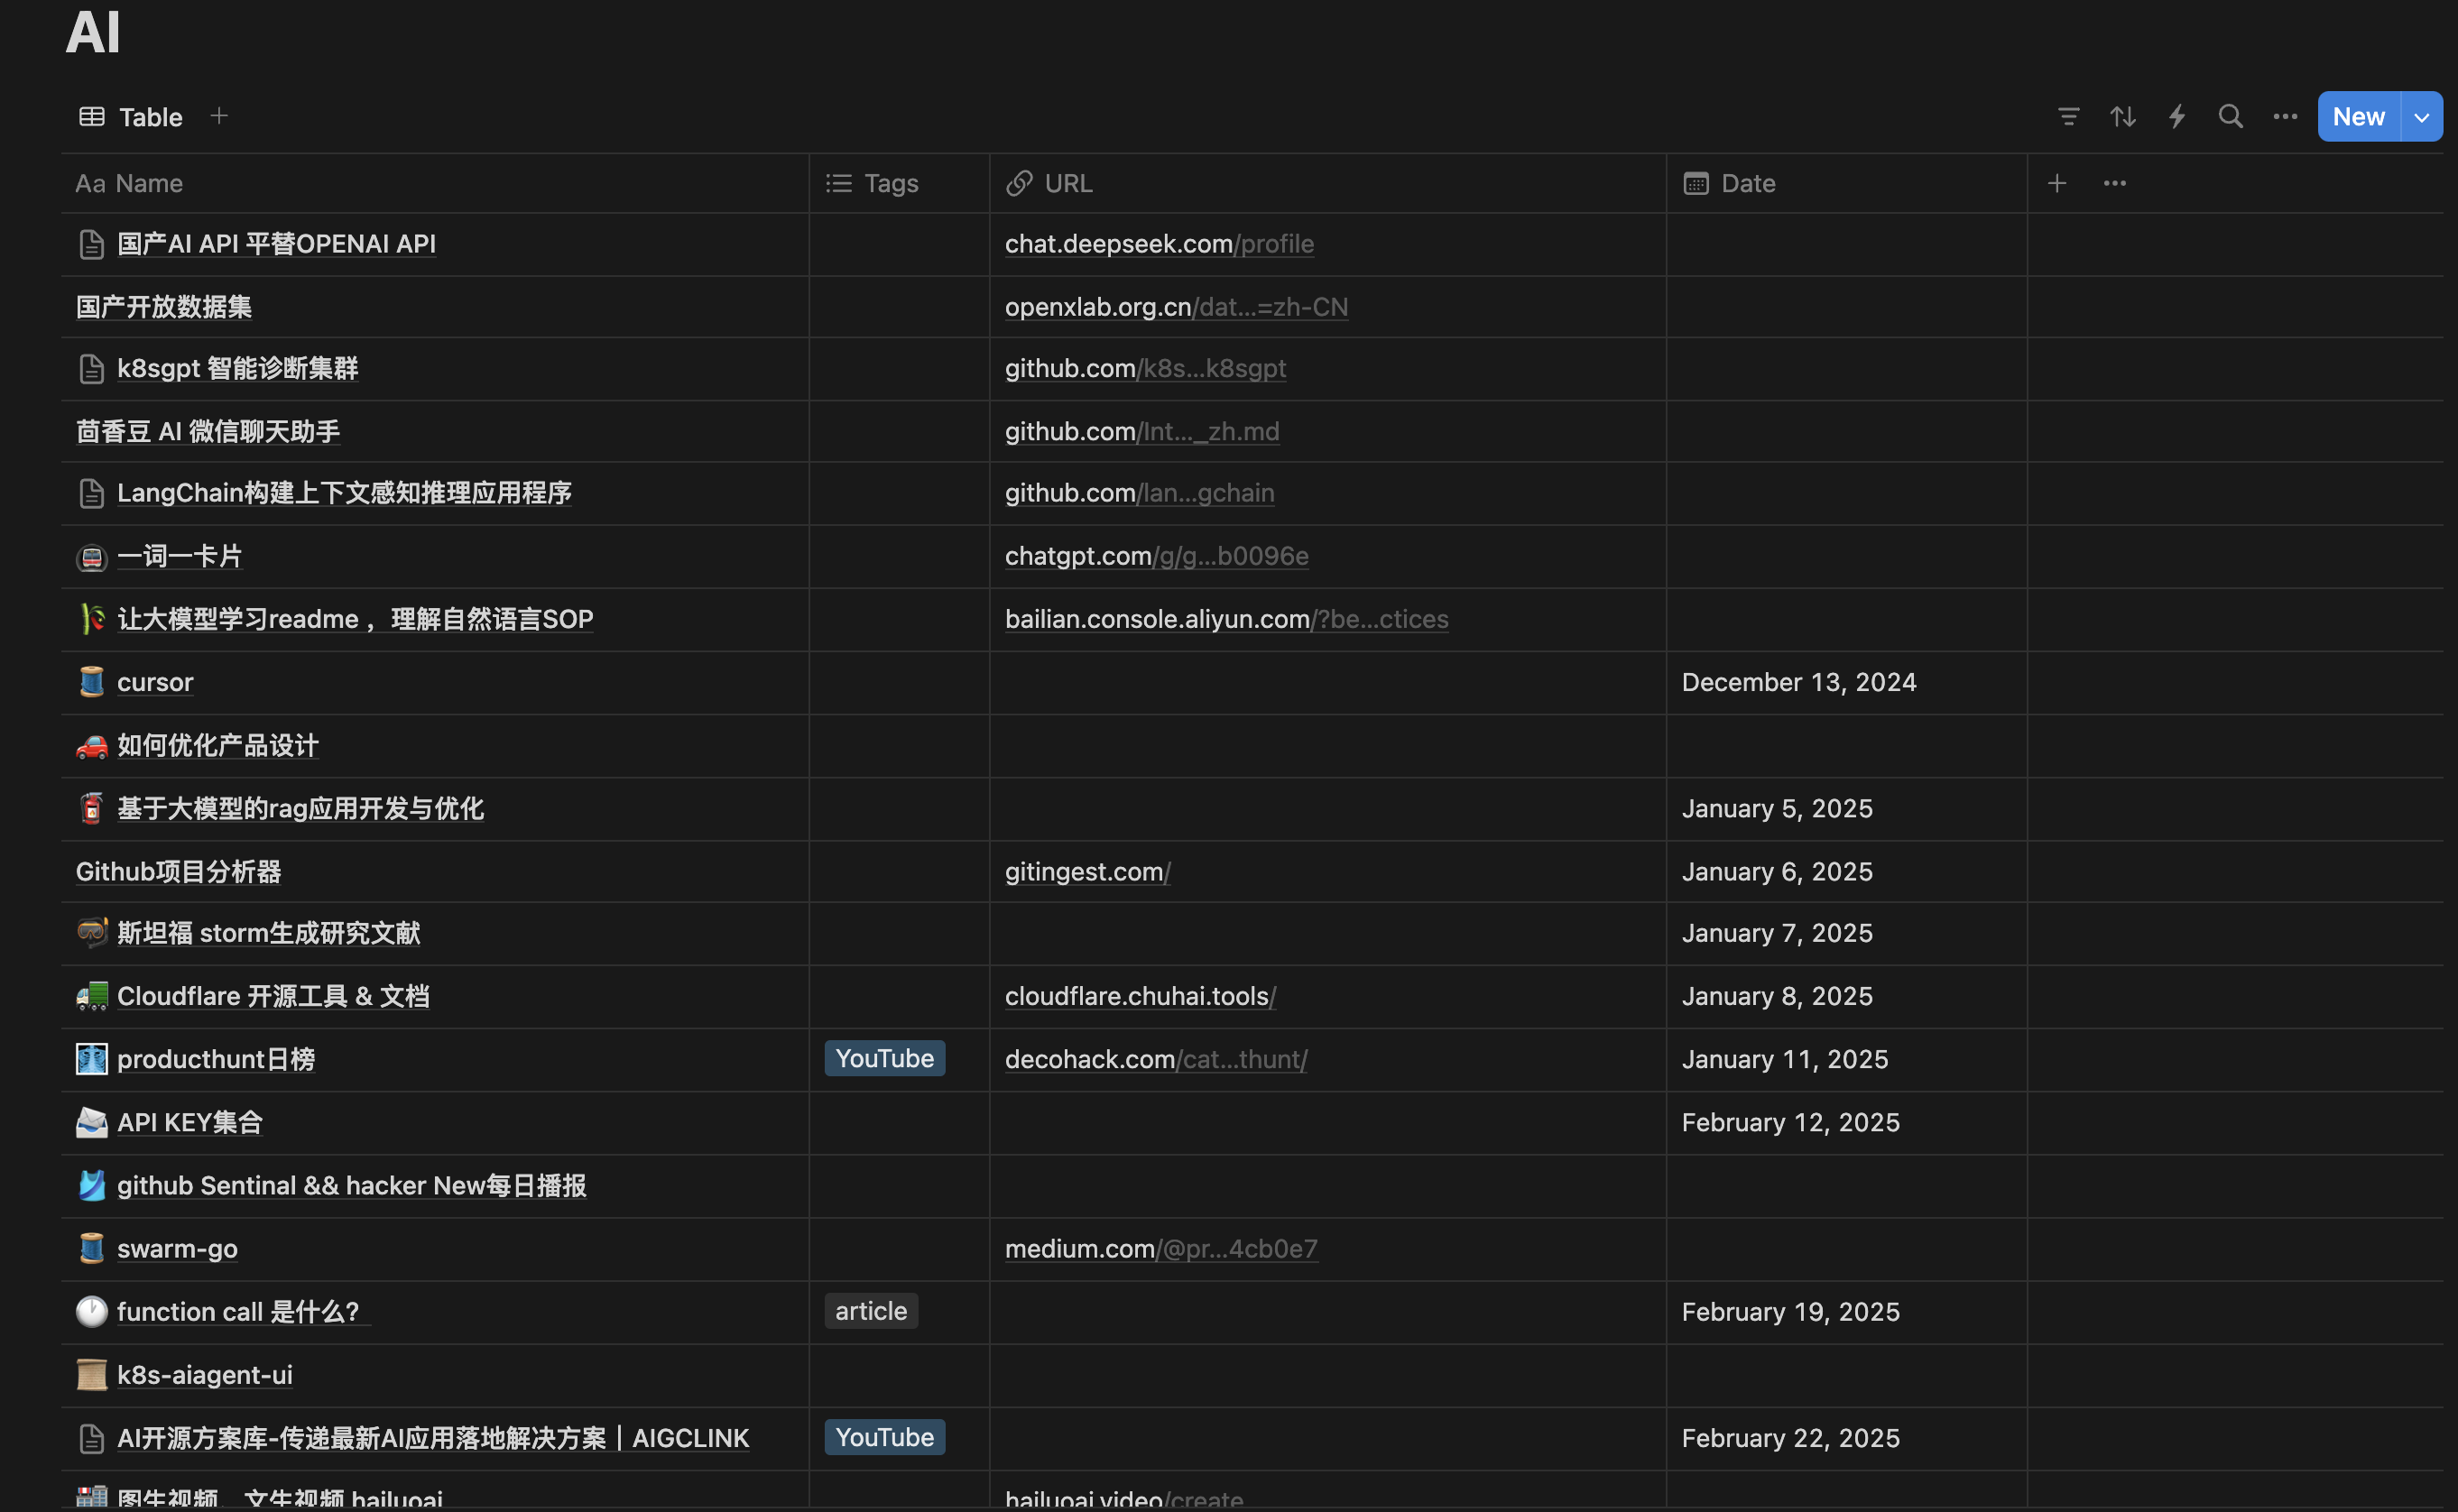 AI
Table
New
Aa Name Tags URL Date
国产AI API 平替OPENAI API chat.deepseek.com/profile
国产开放数据集 openxlab.org.cn/dat...=zh-CN
k8sgpt 智能诊断集群 github.com/k8s...k8sgpt
茴香豆 AI 微信聊天助手 github.com/Int..._zh.md
LangChain构建上下文感知推理应用程序 github.com/lan...gchain
一词一卡片 chatgpt.com/g/g...b0096e
让大模型学习readme ，理解自然语言SOP bailian.console.aliyun.com/?be...ctices
cursor December 13, 2024
如何优化产品设计
基于大模型的rag应用开发与优化 January 5, 2025
Github项目分析器 gitingest.com/ January 6, 2025
斯坦福 storm生成研究文献 January 7, 2025
Cloudflare 开源工具 & 文档 cloudflare.chuhai.tools/ January 8, 2025
producthunt日榜 YouTube decohack.com/cat...thunt/ January 11, 2025
API KEY集合 February 12, 2025
github Sentinal && hacker New每日播报
swarm-go medium.com/@pr...4cb0e7
function call 是什么？ article February 19, 2025
k8s-aiagent-ui
AI开源方案库-传递最新AI应用落地解决方案｜AIGCLINK YouTube February 22, 2025
图生视频、文生视频 hailuoai hailuoai.video/create